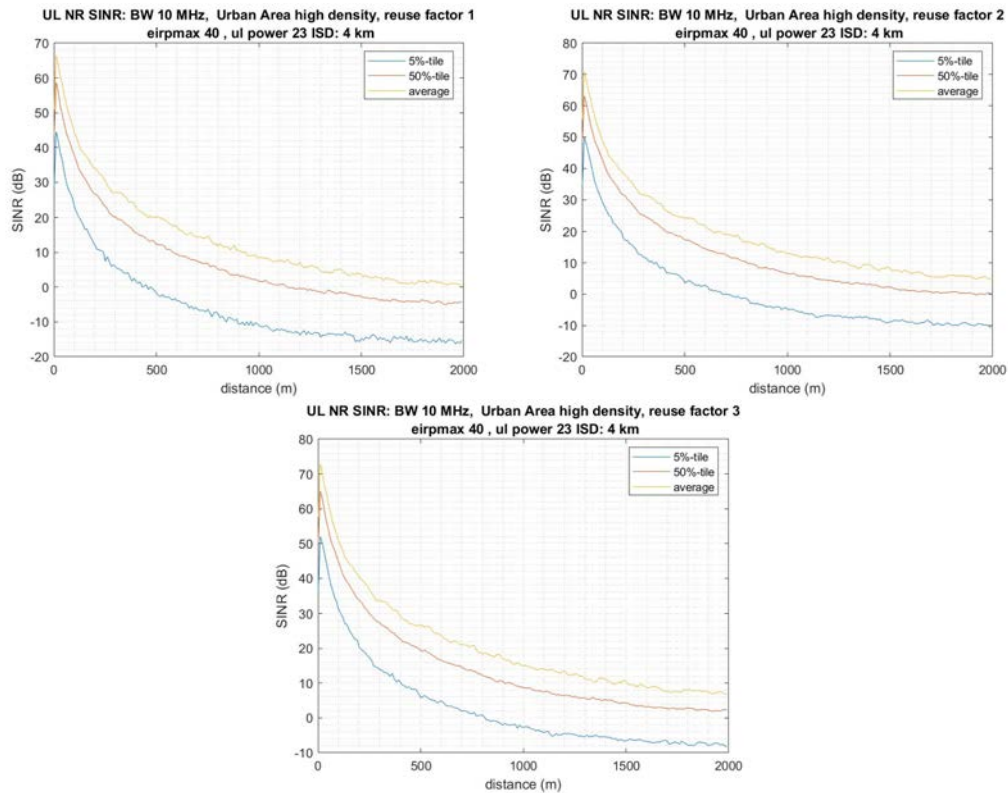 UL NR SINR: BW 10 MHz, Urban Area high density, reuse factor 1
eirpmax 40 , ul power 23 ISD: 4 km
70
60
50
40
30
20
10
0
-10
-20
SINR (dB)
5%-tile
50%-tile
average
0
500
1000
1500
2000
distance (m)
UL NR SINR: BW 10 MHz, Urban Area high density, reuse factor 2
eirpmax 40 , ul power 23 ISD: 4 km
80
70
60
50
40
30
20
10
0
-10
-20
SINR (dB)
5%-tile
50%-tile
average
0
500
1000
1500
2000
distance (m)
UL NR SINR: BW 10 MHz, Urban Area high density, reuse factor 3
eirpmax 40 , ul power 23 ISD: 4 km
80
70
60
50
40
30
20
10
0
-10
SINR (dB)
5%-tile
50%-tile
average
0
500
1000
1500
2000
distance (m)